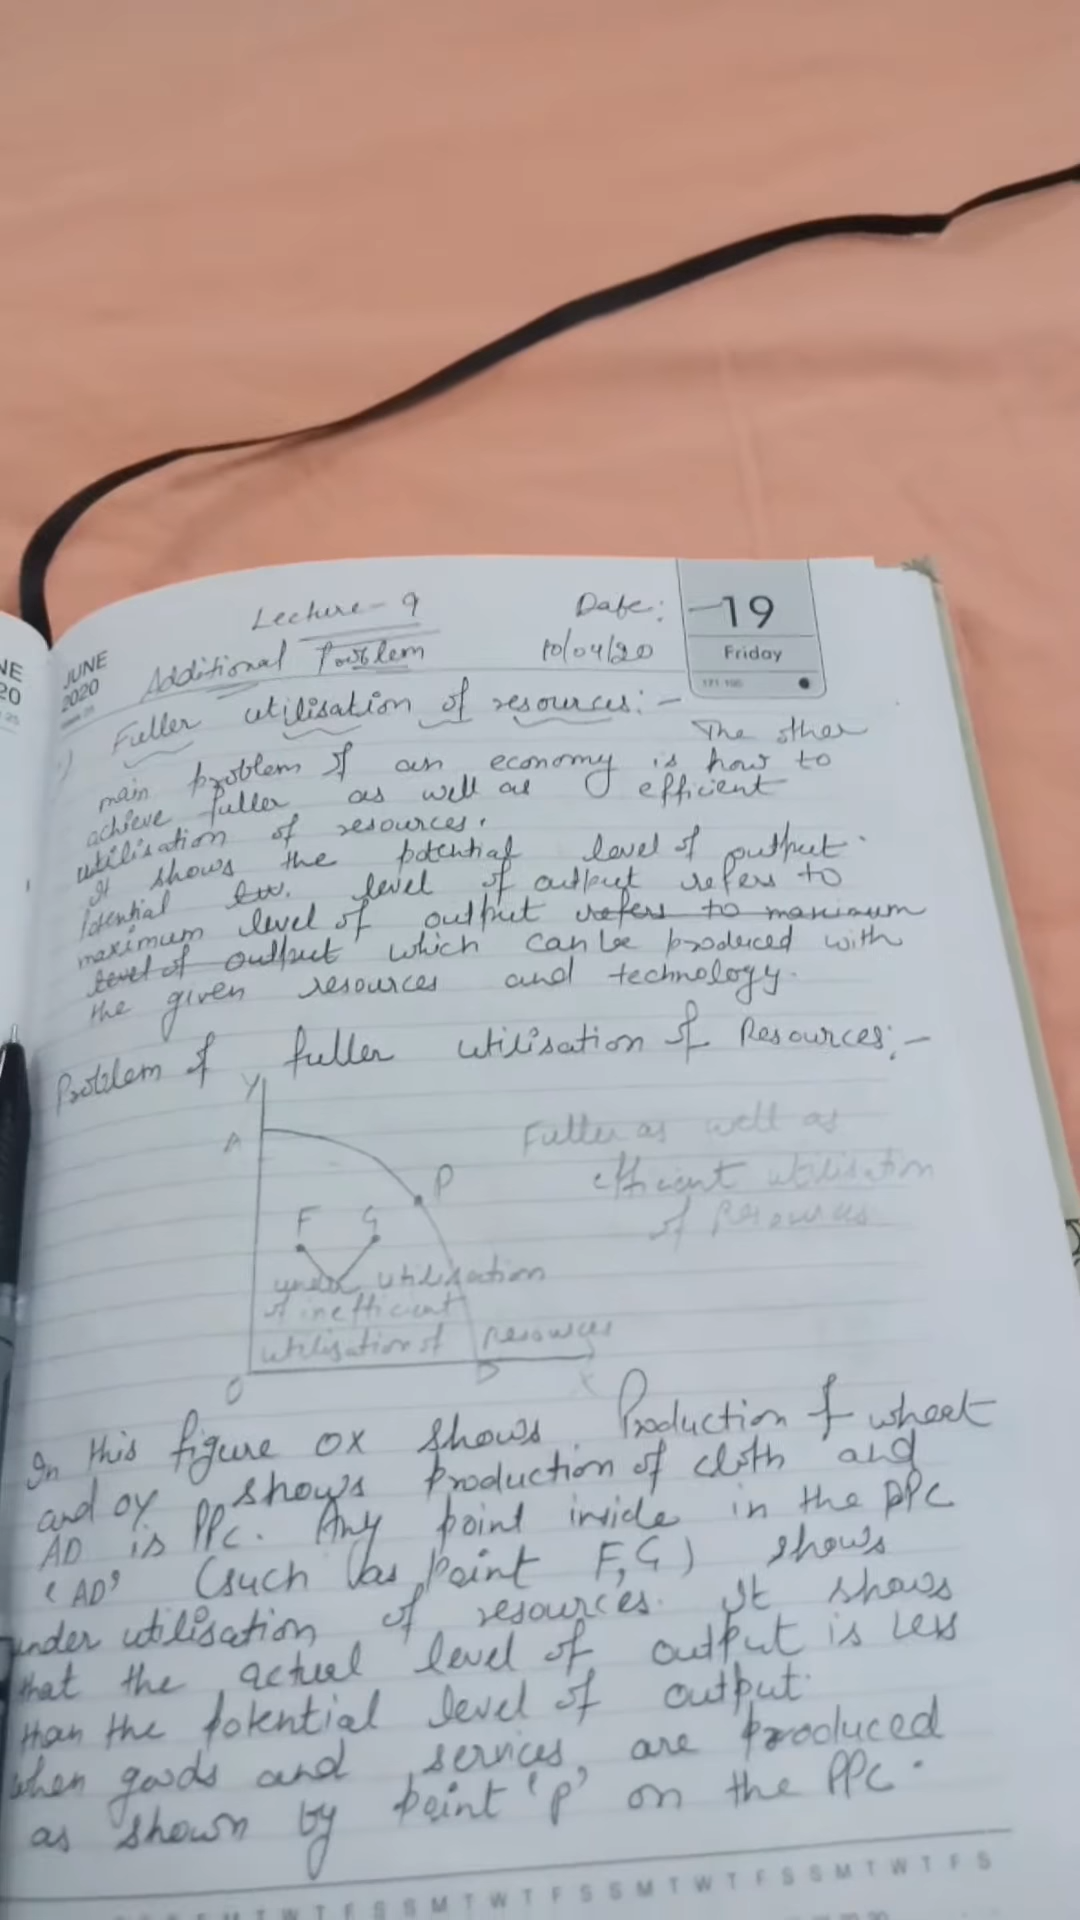 Lecture - 9
Date:
10/04/20
19
Friday
JUNE
2020
Additional Problem
Fuller utilisation of resources:-
The other
main problem of an economy is how to
achieve fuller as well as efficient
utilisation of resources.
It shows the potential level of output.
Potential level of output refers to
maximum level of output refers to maximum
level of output which can be produced with
the given resources and technology.
Problem of fuller utilisation of Resources:-
Y
A
P
F G
Fuller as well as
efficient utilisation
of Resources
under utilisation
of inefficient
utilisation of resources
O
D
X
In this figure OX shows Production of wheat
and OY shows production of cloth and
AD is PPC. Any point inside in the PPC
'AD' (such as point F, G) shows
under utilisation of resources. It shows
that the actual level of output is less
than the potential level of output.
when goods and services, are produced
as shown by point 'P' on the PPC.
M T W T F S S M T W T F S S M T W T F S